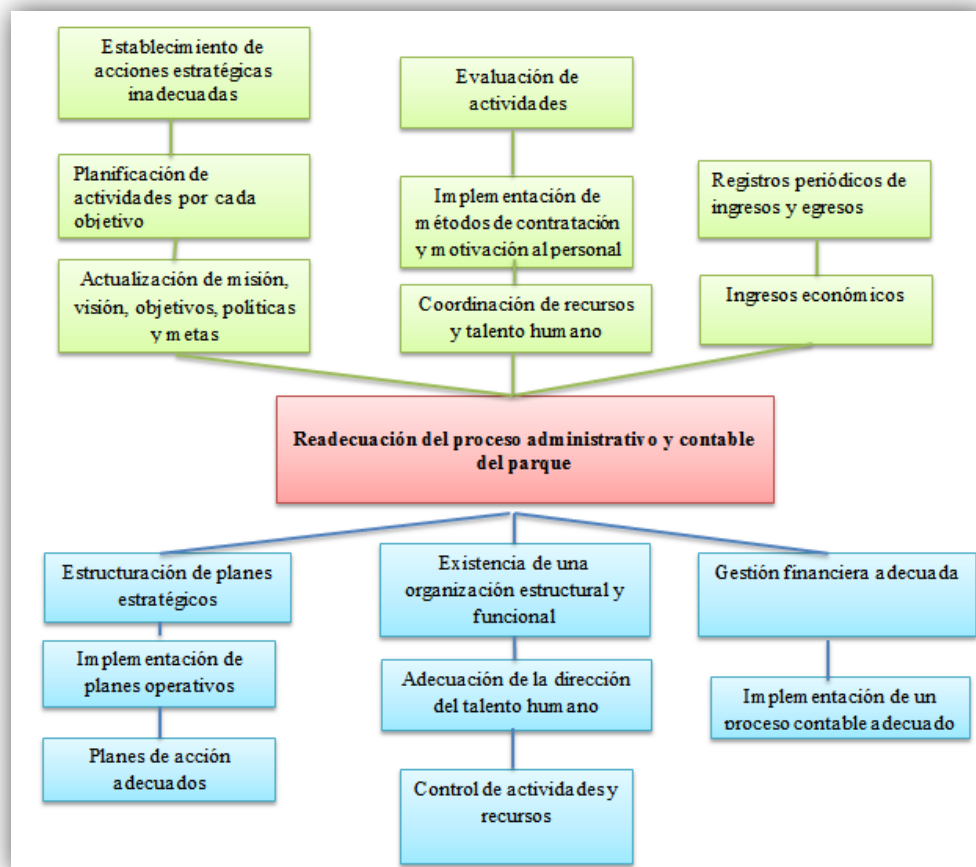 Establecimiento de
acciones estratégicas
inadecuadas
Evaluación de
actividades
Planificación de
actividades por cada
objetivo
Implementación de
métodos de contratación
y motivación al personal
Registros periódicos de
ingresos y egresos
Actualización de misión,
visión, objetivos, políticas
y metas
Coordinación de recursos
y talento humano
Ingresos económicos
Readecuación del proceso administrativo y contable
del parque
Estructuración de planes
estratégicos
Existencia de una
organización estructural y
funcional
Gestión financiera adecuada
Implementación de
planes operativos
Adecuación de la dirección
del talento humano
Implementación de un
proceso contable adecuado
Planes de acción
adecuados
Control de actividades y
recursos